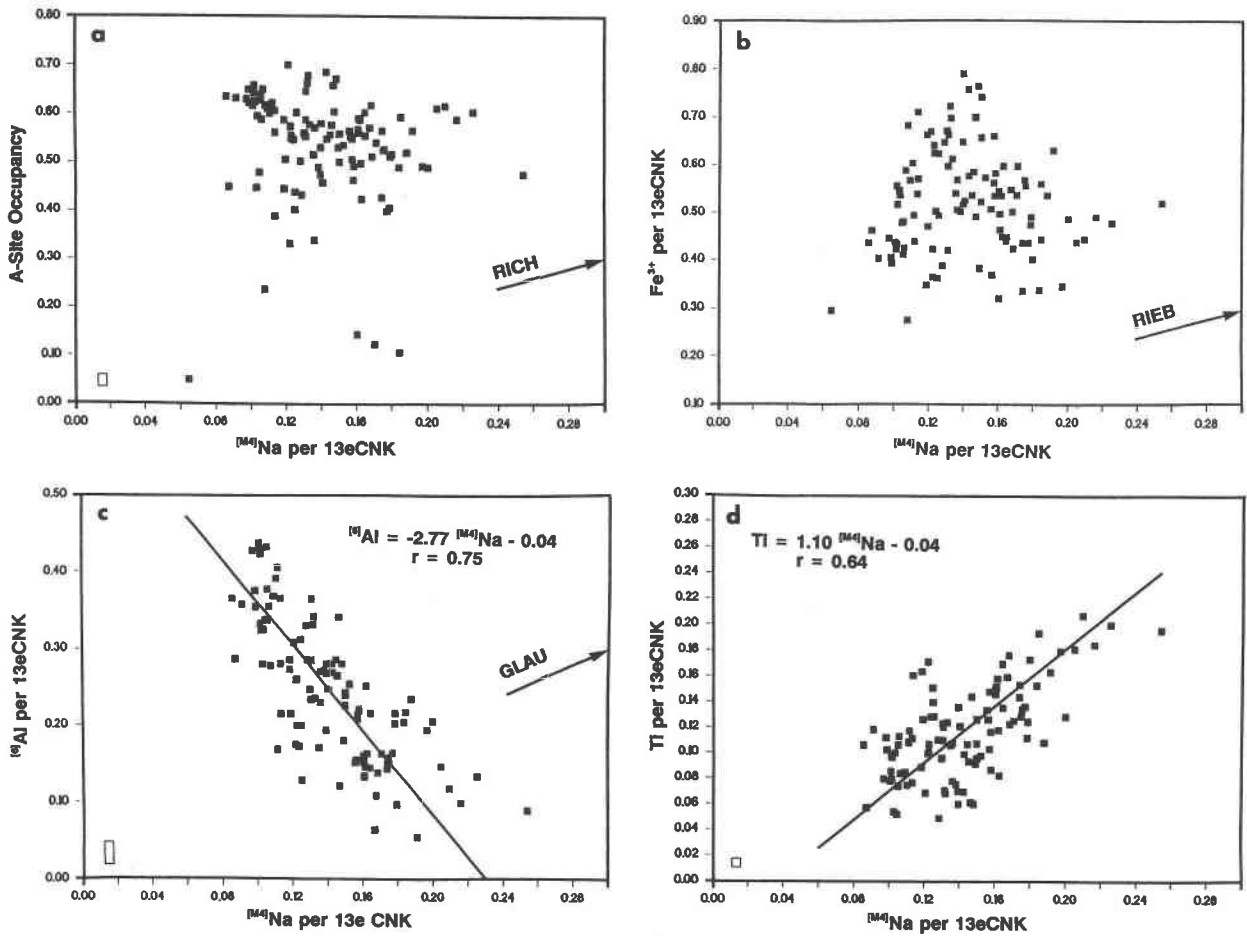 a
0.80
0.70
0.60
0.50
0.40
0.30
0.20
0.10
0.00
A-Site Occupancy
RICH
0.00 0.04 0.08 0.12 0.16 0.20 0.24 0.28
[M4]Na per 13eCNK
b
0.90
0.80
0.70
0.60
0.50
0.40
0.30
0.20
0.10
Fe3+ per 13eCNK
RIEB
0.00 0.04 0.08 0.12 0.16 0.20 0.24 0.28
[M4]Na per 13eCNK
c
0.50
0.40
0.30
0.20
0.10
0.00
[6]Al per 13eCNK
[6]Al = -2.77 [M4]Na - 0.04
r = 0.75
GLAU
0.00 0.04 0.08 0.12 0.16 0.20 0.24 0.28
[M4]Na per 13e CNK
d
0.30
0.28
0.26
0.24
0.22
0.20
0.18
0.16
0.14
0.12
0.10
0.08
0.06
0.04
0.02
0.00
Ti per 13eCNK
Ti = 1.10 [M4]Na - 0.04
r = 0.64
0.00 0.04 0.08 0.12 0.16 0.20 0.24 0.28
[M4]Na per 13eCNK